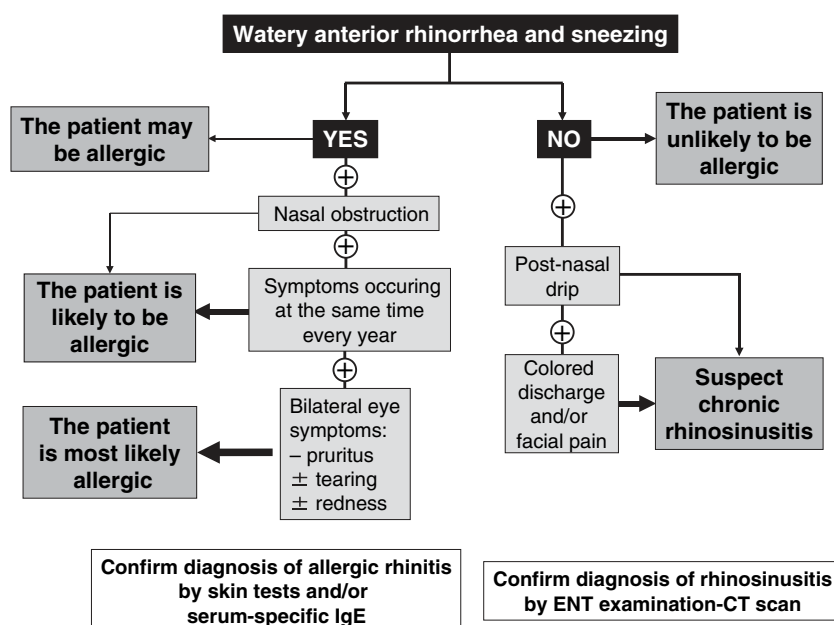 Watery anterior rhinorrhea and sneezing
The patient may
be allergic
YES
NO
The patient is
unlikely to be
allergic
Nasal obstruction
The patient is
likely to be
allergic
Symptoms occuring
at the same time
every year
Post-nasal
drip
Colored
discharge
and/or
facial pain
Suspect
chronic
rhinosinusitis
The patient
is most likely
allergic
Bilateral eye
symptoms:
– pruritus
± tearing
± redness
Confirm diagnosis of allergic rhinitis
by skin tests and/or
serum-specific IgE
Confirm diagnosis of rhinosinusitis
by ENT examination-CT scan